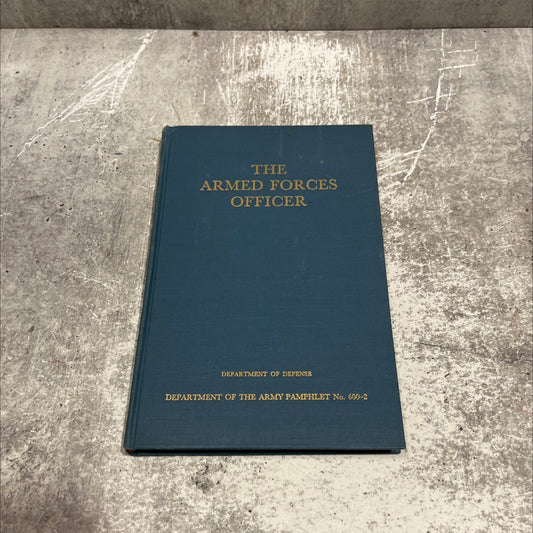 THE
ARMED FORCES
OFFICER
DEPARTMENT OF DEFENSE
DEPARTMENT OF THE ARMY PAMPHLET No. 600-2